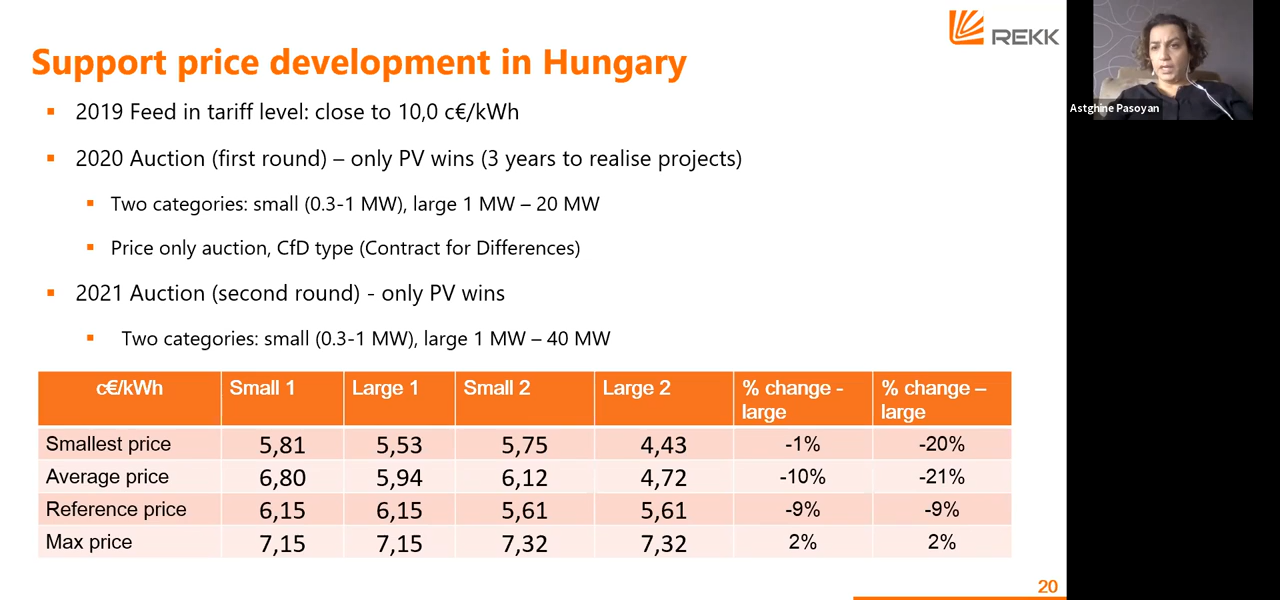 REKK
Support price development in Hungary
▪ 2019 Feed in tariff level: close to 10,0 c€/kWh
▪ 2020 Auction (first round) – only PV wins (3 years to realise projects)
▪ Two categories: small (0.3-1 MW), large 1 MW – 20 MW
▪ Price only auction, CfD type (Contract for Differences)
▪ 2021 Auction (second round) - only PV wins
▪ Two categories: small (0.3-1 MW), large 1 MW – 40 MW
c€/kWh Small 1 Large 1 Small 2 Large 2 % change - large % change – large
Smallest price 5,81 5,53 5,75 4,43 -1% -20%
Average price 6,80 5,94 6,12 4,72 -10% -21%
Reference price 6,15 6,15 5,61 5,61 -9% -9%
Max price 7,15 7,15 7,32 7,32 2% 2%
20
Astghine Pasoyan